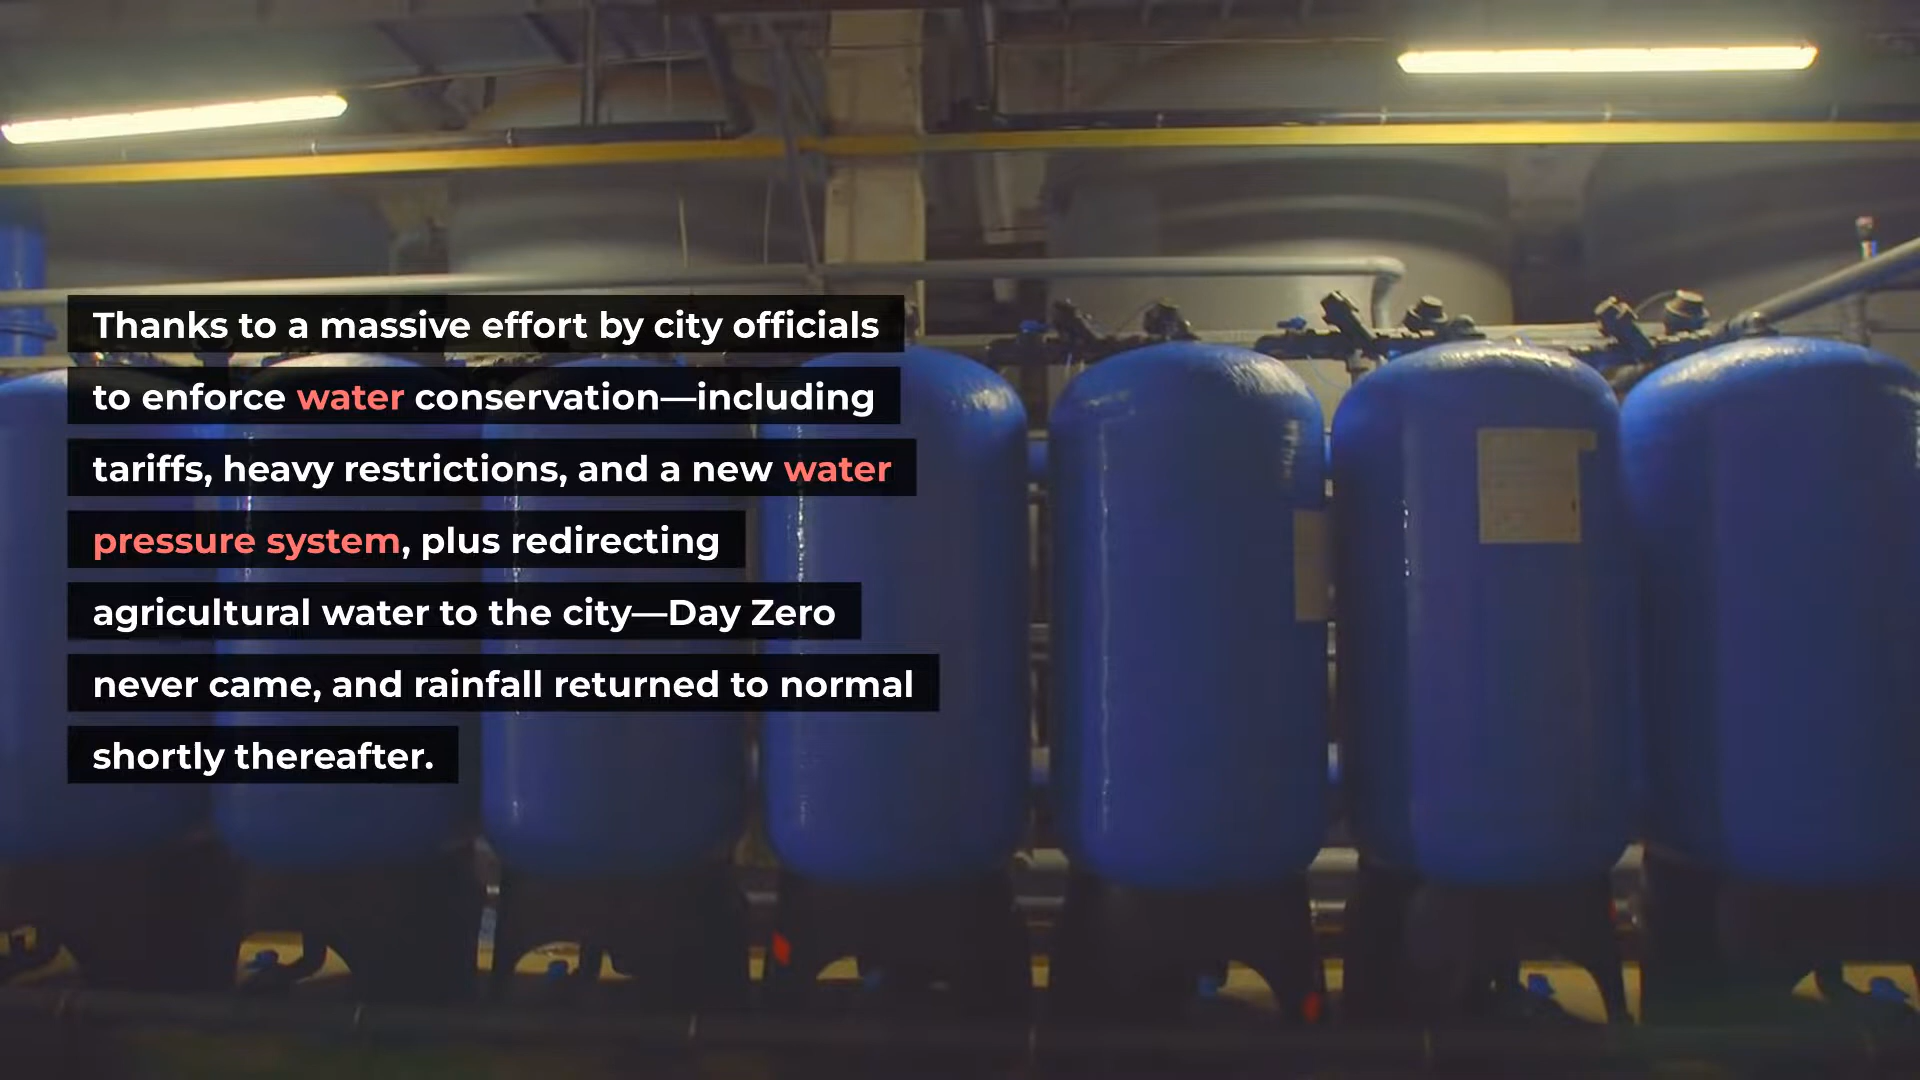 Thanks to a massive effort by city officials
to enforce water conservation—including
tariffs, heavy restrictions, and a new water
pressure system, plus redirecting
agricultural water to the city—Day Zero
never came, and rainfall returned to normal
shortly thereafter.